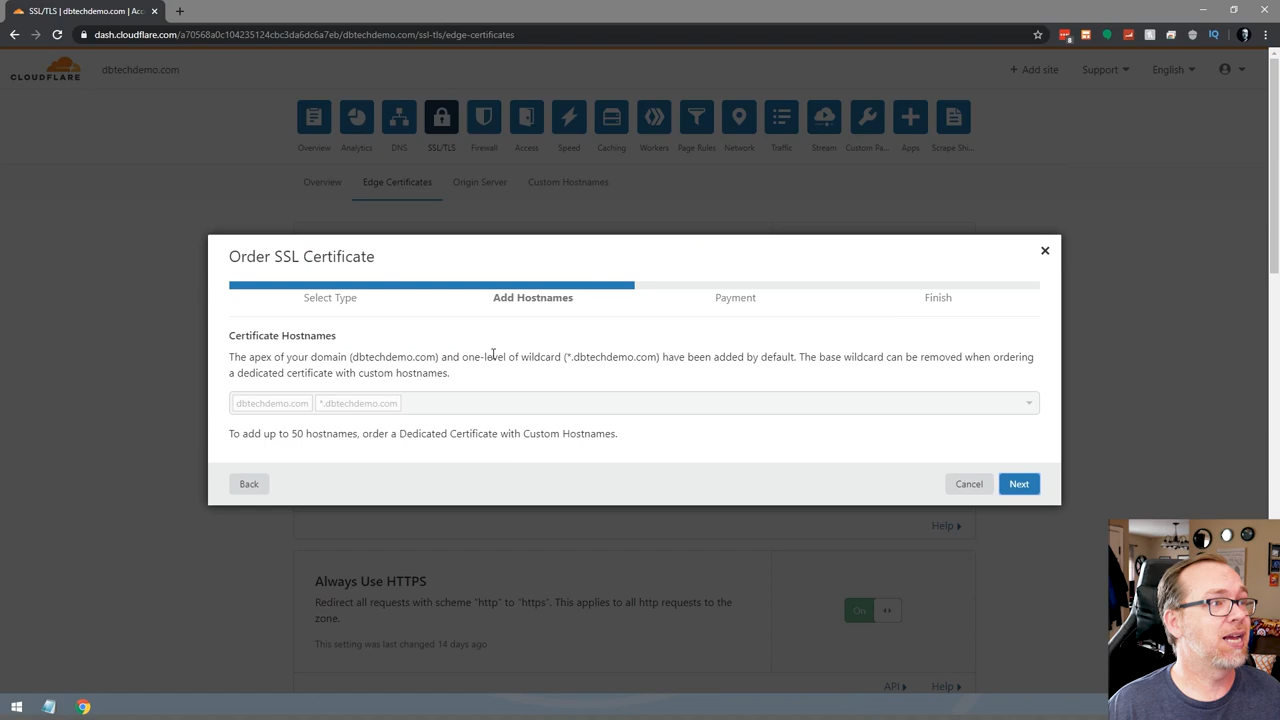 SSL/TLS | dbtechdemo.com | Acc
dash.cloudflare.com/a70568a0c104235124cbc3da6dc6a7eb/dbtechdemo.com/ssl-tls/edge-certificates
8
IQ
CLOUDFLARE
dbtechdemo.com
+ Add site
Support
English
Overview
Analytics
DNS
SSL/TLS
Firewall
Access
Speed
Caching
Workers
Page Rules
Network
Traffic
Stream
Custom Pa...
Apps
Scrape Shi...
Overview
Edge Certificates
Origin Server
Custom Hostnames
Order SSL Certificate
Select Type
Add Hostnames
Payment
Finish
Certificate Hostnames
The apex of your domain (dbtechdemo.com) and one-level of wildcard (*.dbtechdemo.com) have been added by default. The base wildcard can be removed when ordering
a dedicated certificate with custom hostnames.
dbtechdemo.com
*.dbtechdemo.com
To add up to 50 hostnames, order a Dedicated Certificate with Custom Hostnames.
Back
Cancel
Next
Help
Always Use HTTPS
Redirect all requests with scheme "http" to "https". This applies to all http requests to the
zone.
On
This setting was last changed 14 days ago
API
Help